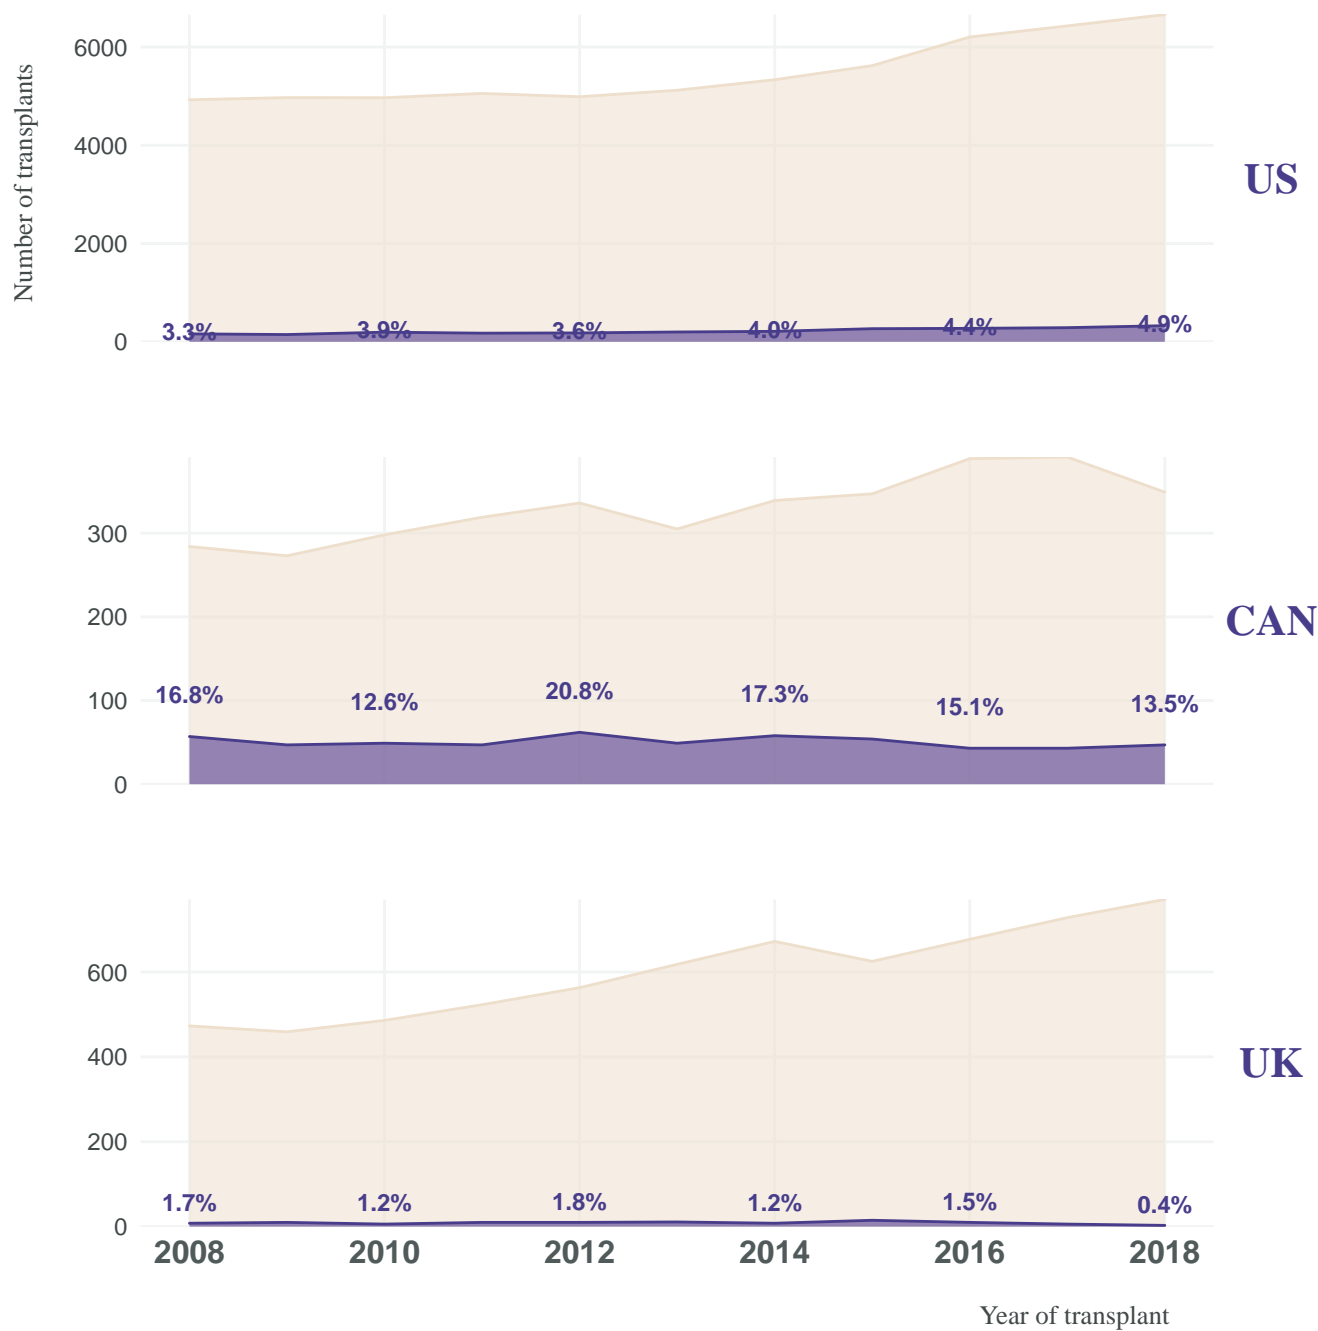 Number of transplants
6000
4000
2000
0
3.3% 3.9% 3.6% 4.0% 4.4% 4.9%
US
300
200
100
0
16.8% 12.6% 20.8% 17.3% 15.1% 13.5%
CAN
600
400
200
0
1.7% 1.2% 1.8% 1.2% 1.5% 0.4%
UK
2008 2010 2012 2014 2016 2018
Year of transplant